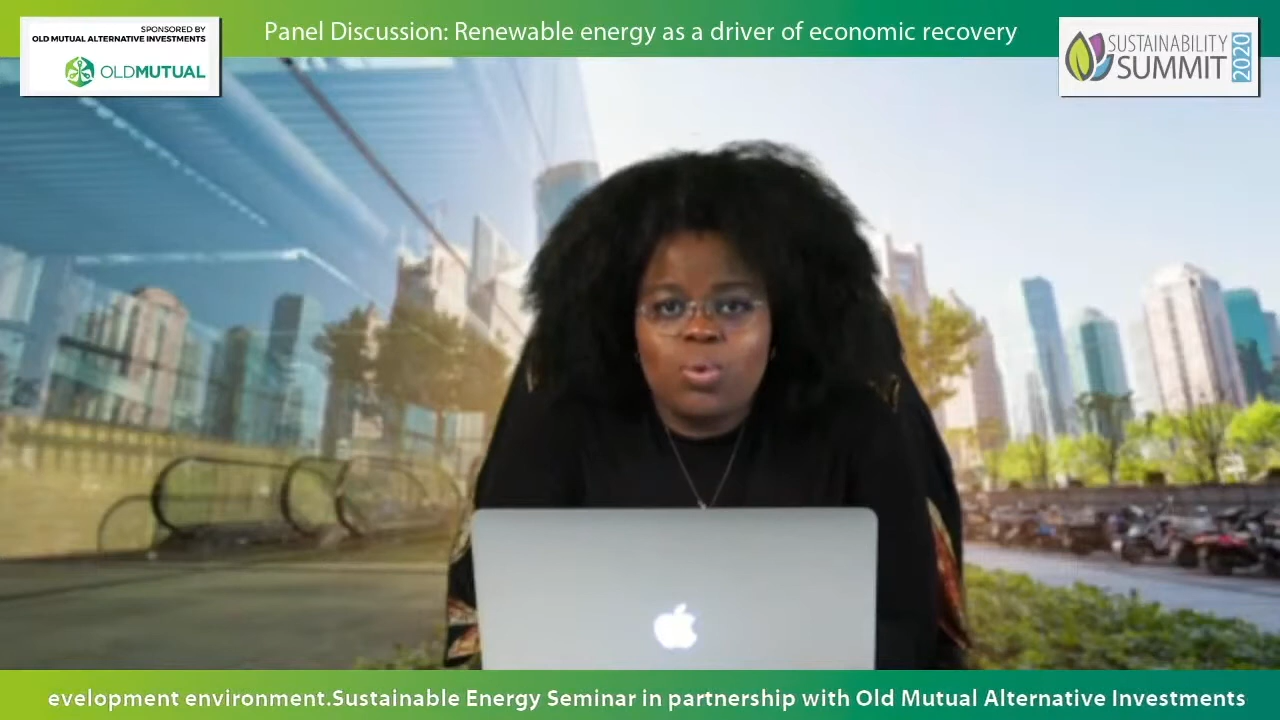 SPONSORED BY
OLD MUTUAL ALTERNATIVE INVESTMENTS
OLDMUTUAL
Panel Discussion: Renewable energy as a driver of economic recovery
SUSTAINABILITY
SUMMIT
2020
evelopment environment.Sustainable Energy Seminar in partnership with Old Mutual Alternative Investments